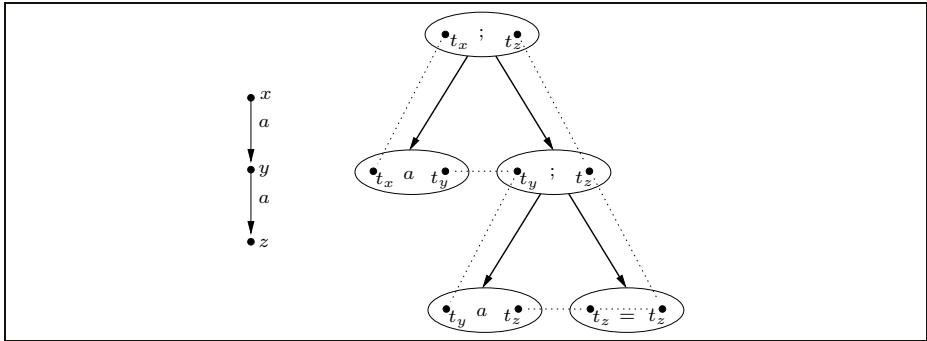 t_x ; t_z
x
a
t_x a t_y t_y ; t_z
y
a
z
t_y a t_z t_z = t_z